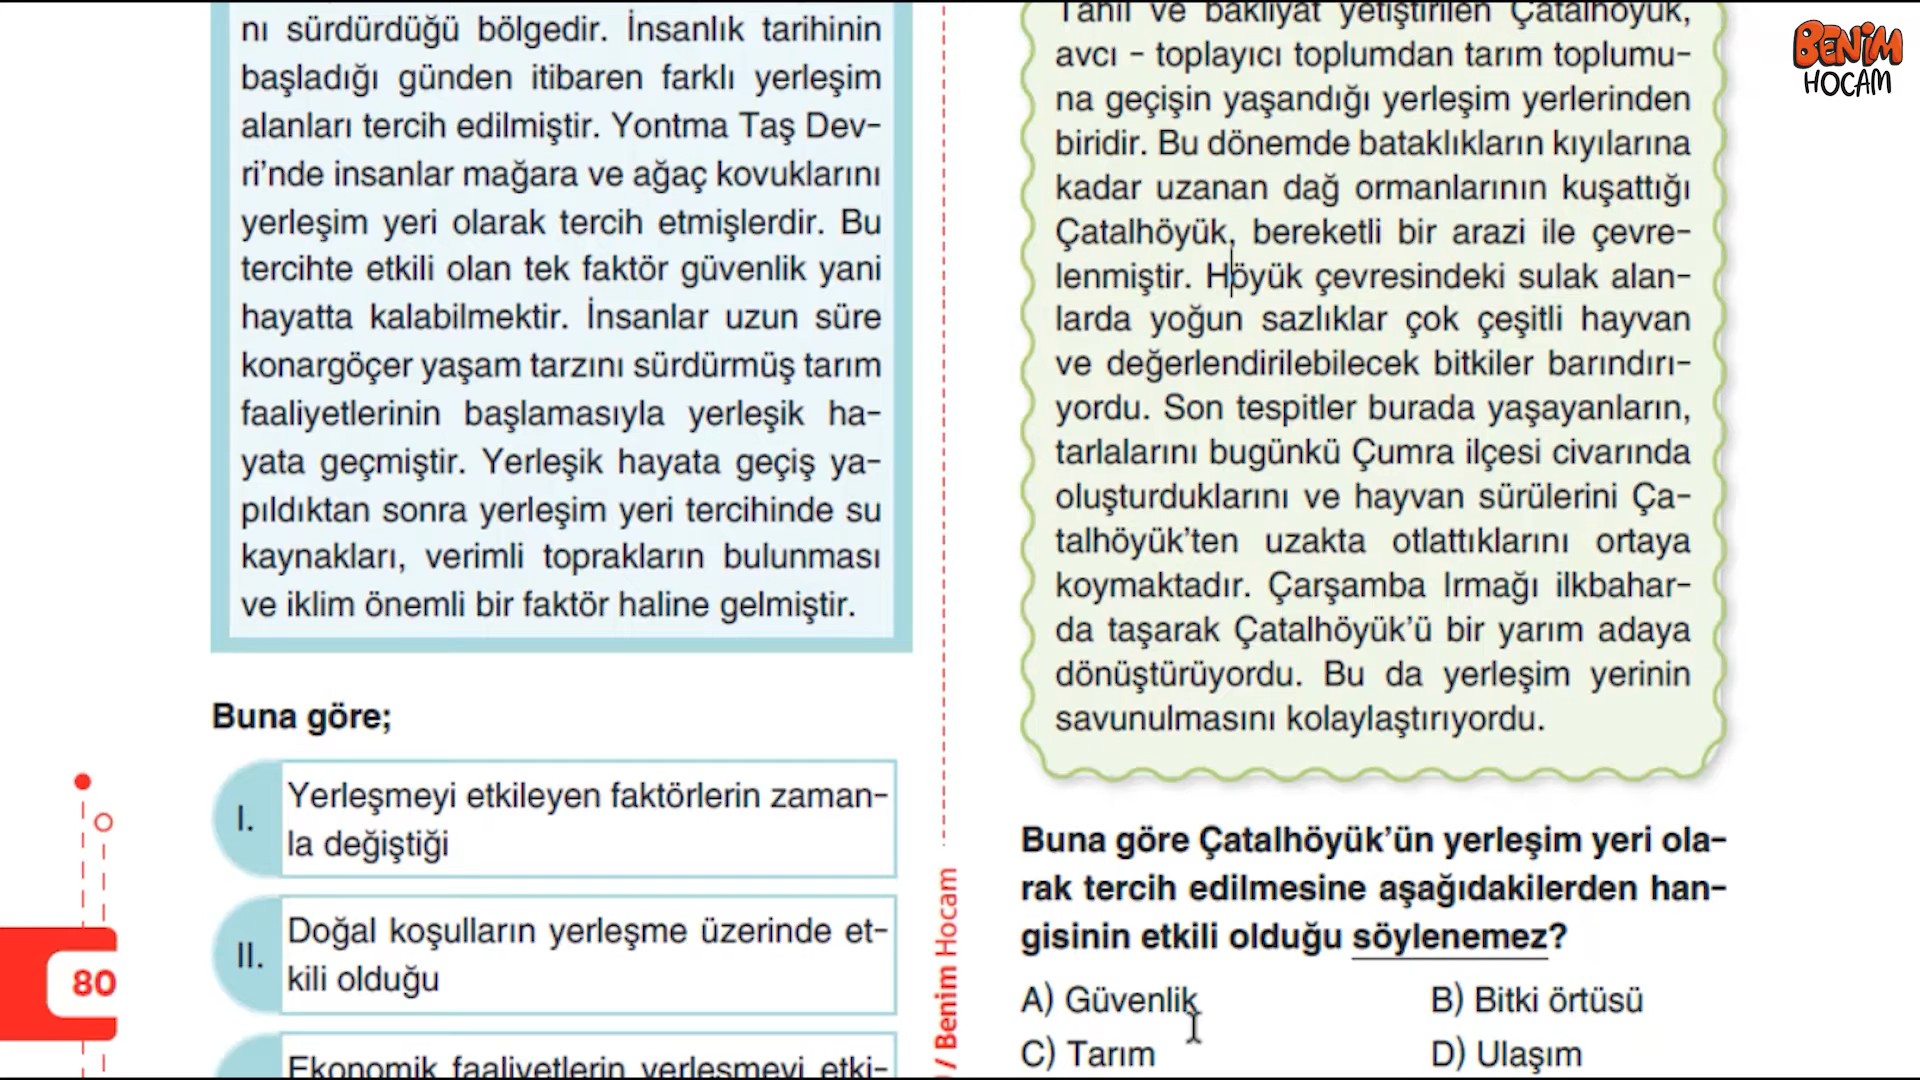 nı sürdürdüğü bölgedir. İnsanlık tarihinin
başladığı günden itibaren farklı yerleşim
alanları tercih edilmiştir. Yontma Taş Dev-
ri’nde insanlar mağara ve ağaç kovuklarını
yerleşim yeri olarak tercih etmişlerdir. Bu
tercihte etkili olan tek faktör güvenlik yani
hayatta kalabilmektir. İnsanlar uzun süre
konargöçer yaşam tarzını sürdürmüş tarım
faaliyetlerinin başlamasıyla yerleşik ha-
yata geçmiştir. Yerleşik hayata geçiş ya-
pıldıktan sonra yerleşim yeri tercihinde su
kaynakları, verimli toprakların bulunması
ve iklim önemli bir faktör haline gelmiştir.
Buna göre;
I. Yerleşmeyi etkileyen faktörlerin zaman-
la değiştiği
II. Doğal koşulların yerleşme üzerinde et-
kili olduğu
Ekonomik faaliyetlerin yerleşmeyi etki-
80
/ Benim Hocam
Tahıl ve bakliyat yetiştirilen Çatalhöyük,
avcı - toplayıcı toplumdan tarım toplumu-
na geçişin yaşandığı yerleşim yerlerinden
biridir. Bu dönemde bataklıkların kıyılarına
kadar uzanan dağ ormanlarının kuşattığı
Çatalhöyük, bereketli bir arazi ile çevre-
lenmiştir. Höyük çevresindeki sulak alan-
larda yoğun sazlıklar çok çeşitli hayvan
ve değerlendirilebilecek bitkiler barındırı-
yordu. Son tespitler burada yaşayanların,
tarlalarını bugünkü Çumra ilçesi civarında
oluşturduklarını ve hayvan sürülerini Ça-
talhöyük’ten uzakta otlattıklarını ortaya
koymaktadır. Çarşamba Irmağı ilkbahar-
da taşarak Çatalhöyük’ü bir yarım adaya
dönüştürüyordu. Bu da yerleşim yerinin
savunulmasını kolaylaştırıyordu.
Buna göre Çatalhöyük’ün yerleşim yeri ola-
rak tercih edilmesine aşağıdakilerden han-
gisinin etkili olduğu söylenemez?
A) Güvenlik B) Bitki örtüsü
C) Tarım D) Ulaşım
BENİM
HOCAM